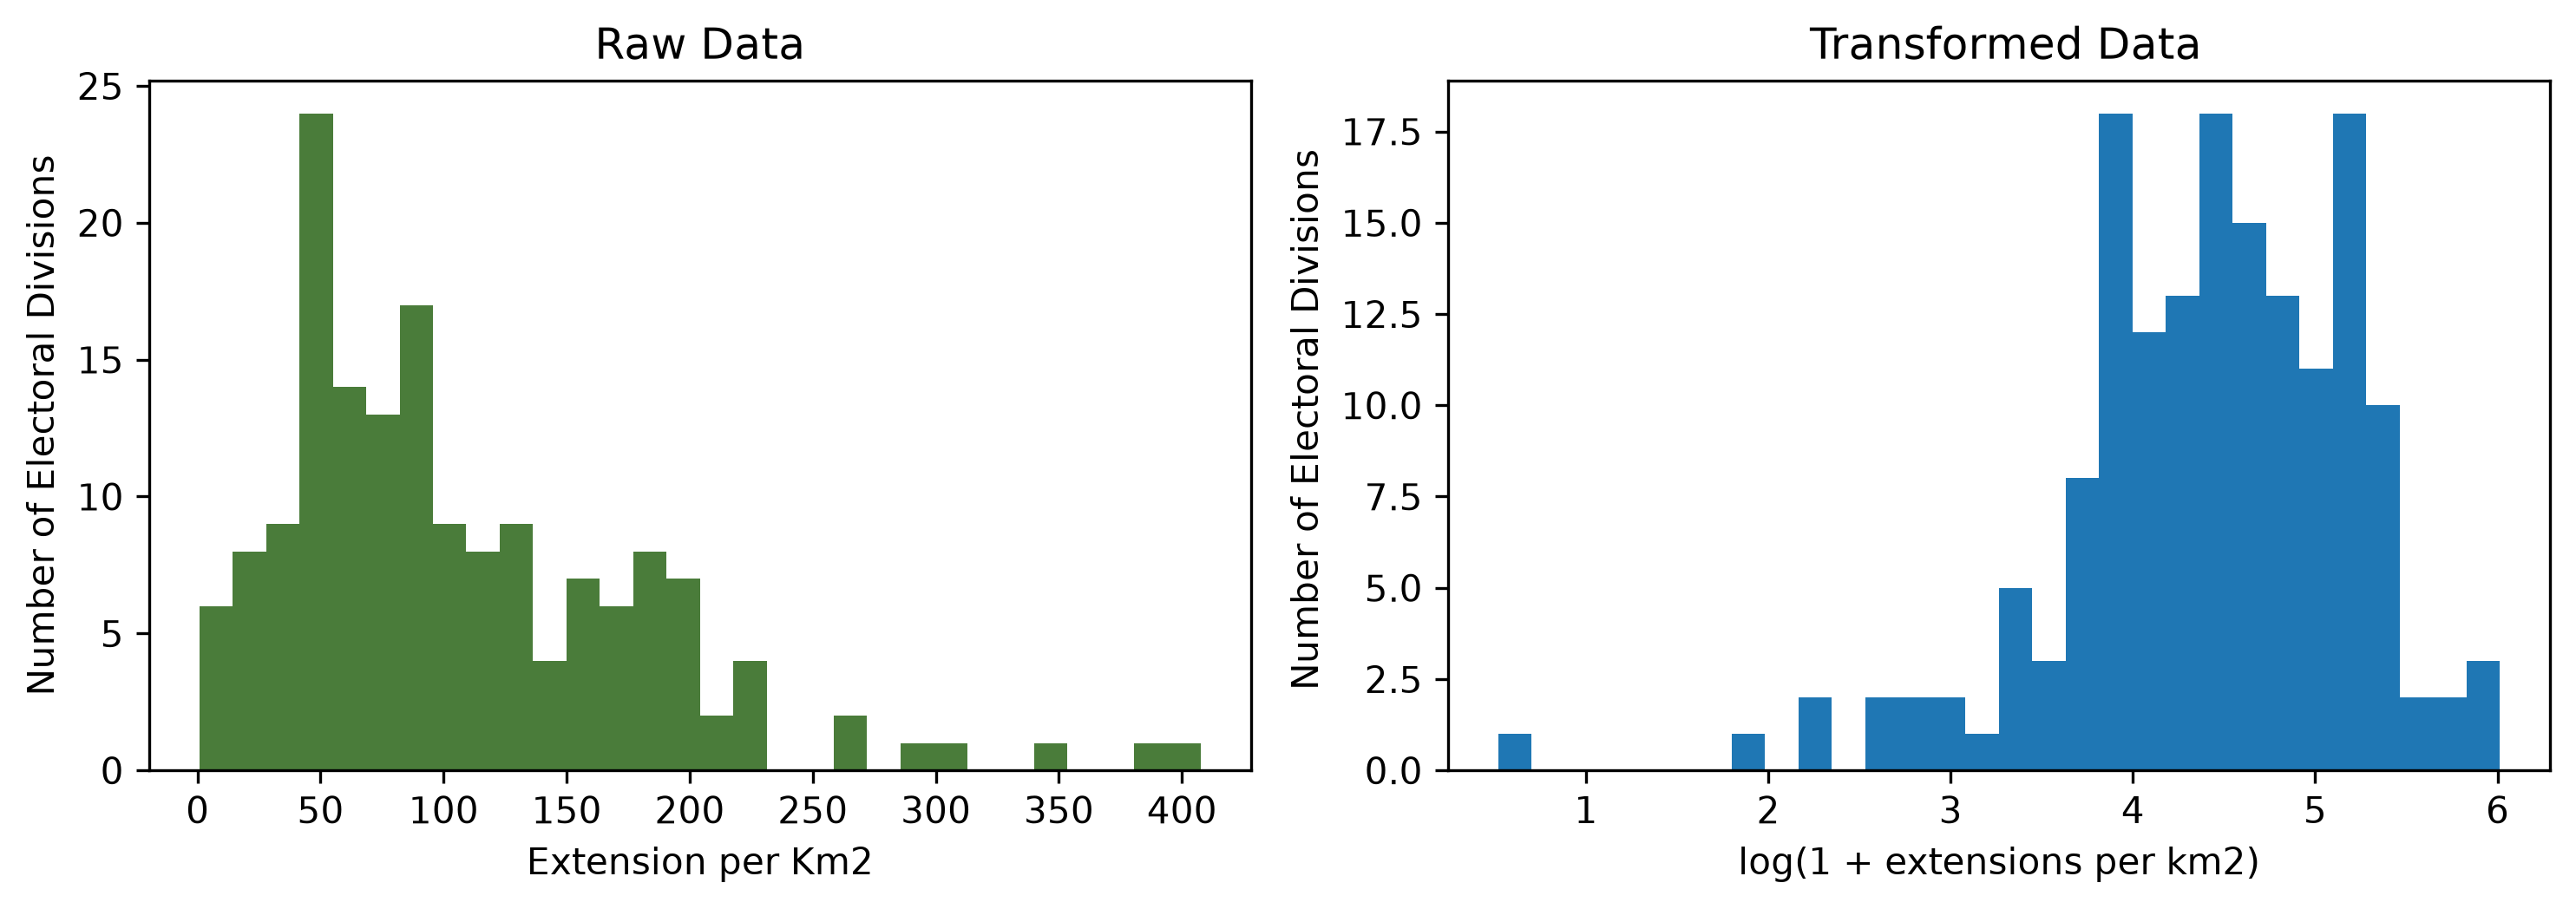 Raw Data
Number of Electoral Divisions
25
20
15
10
5
0
0 50 100 150 200 250 300 350 400
Extension per Km2
Transformed Data
Number of Electoral Divisions
17.5
15.0
12.5
10.0
7.5
5.0
2.5
0.0
1 2 3 4 5 6
log(1 + extensions per km2)